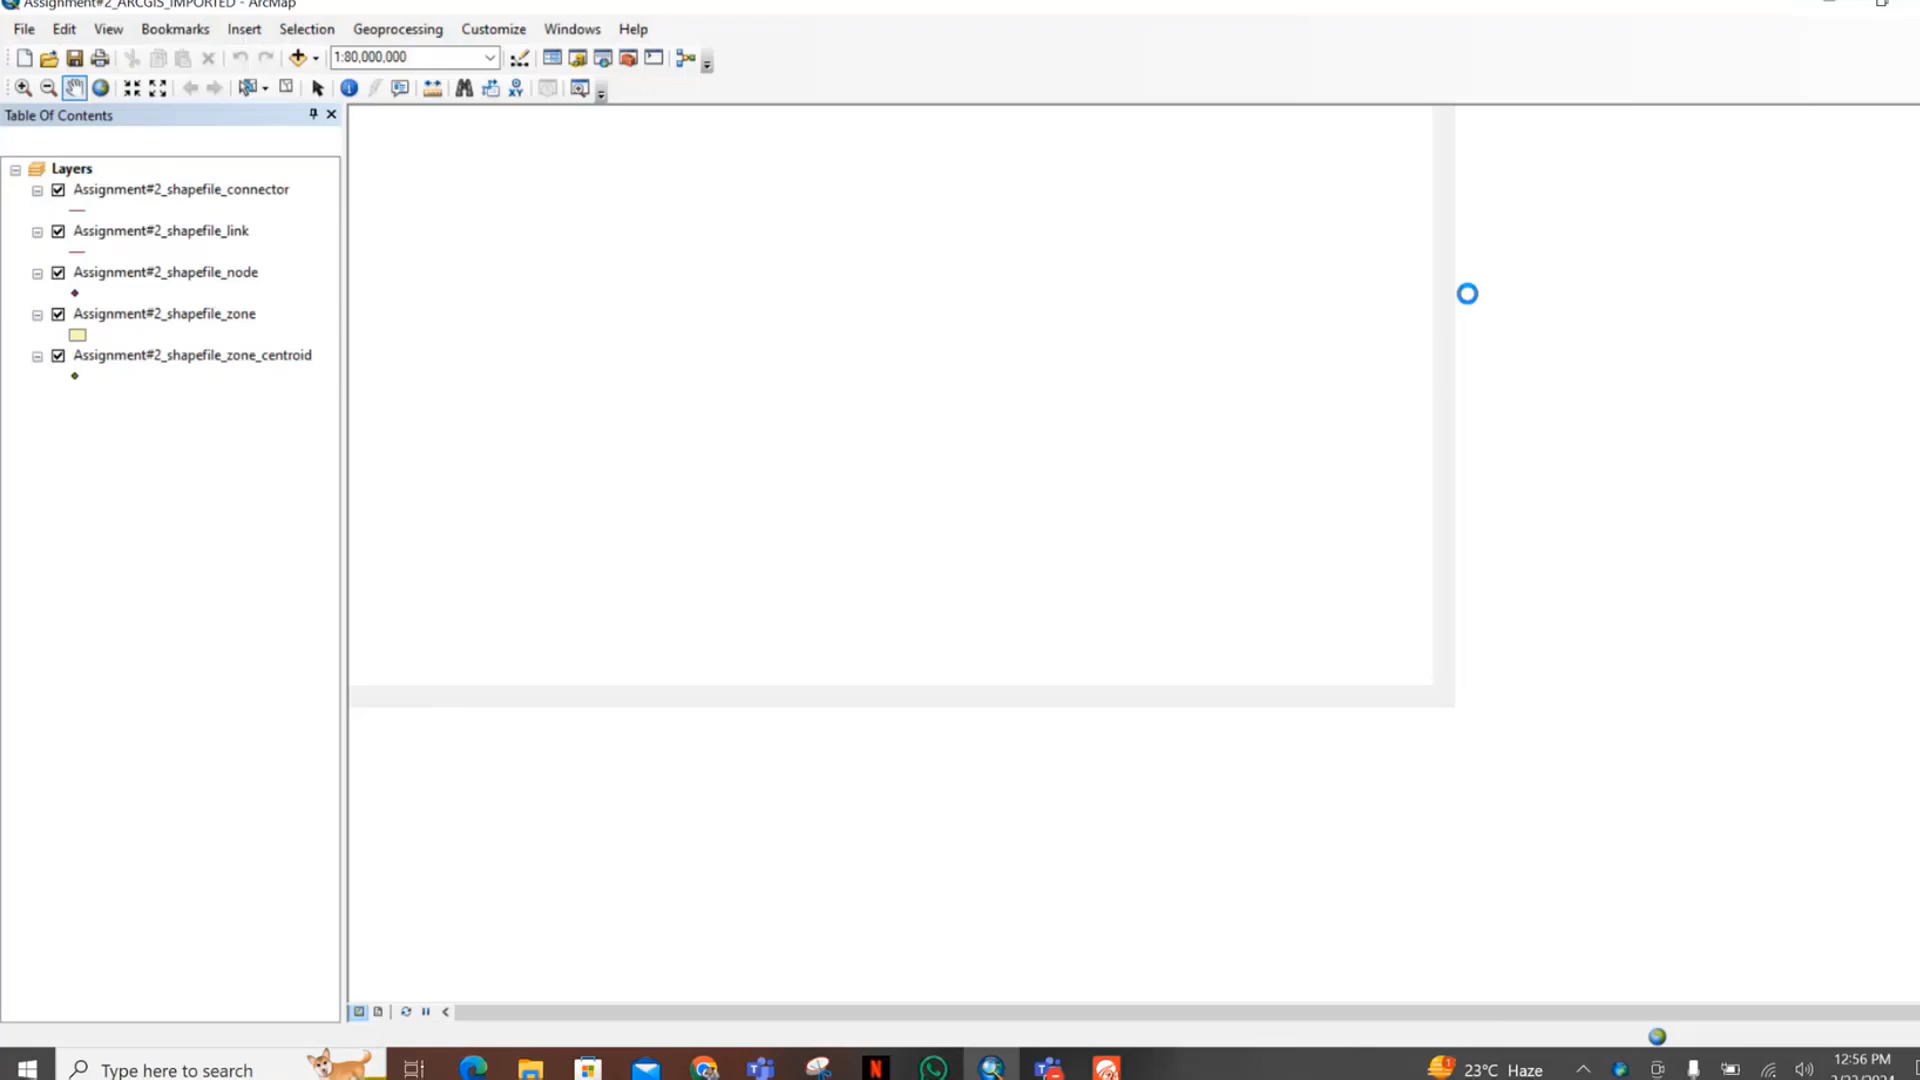 Assignment#2_ARCGIS_IMPORTED - ArcMap
File Edit View Bookmarks Insert Selection Geoprocessing Customize Windows Help
1:80,000,000
Table Of Contents
Layers
Assignment#2_shapefile_connector
Assignment#2_shapefile_link
Assignment#2_shapefile_node
Assignment#2_shapefile_zone
Assignment#2_shapefile_zone_centroid
Type here to search
23°C Haze
12:56 PM